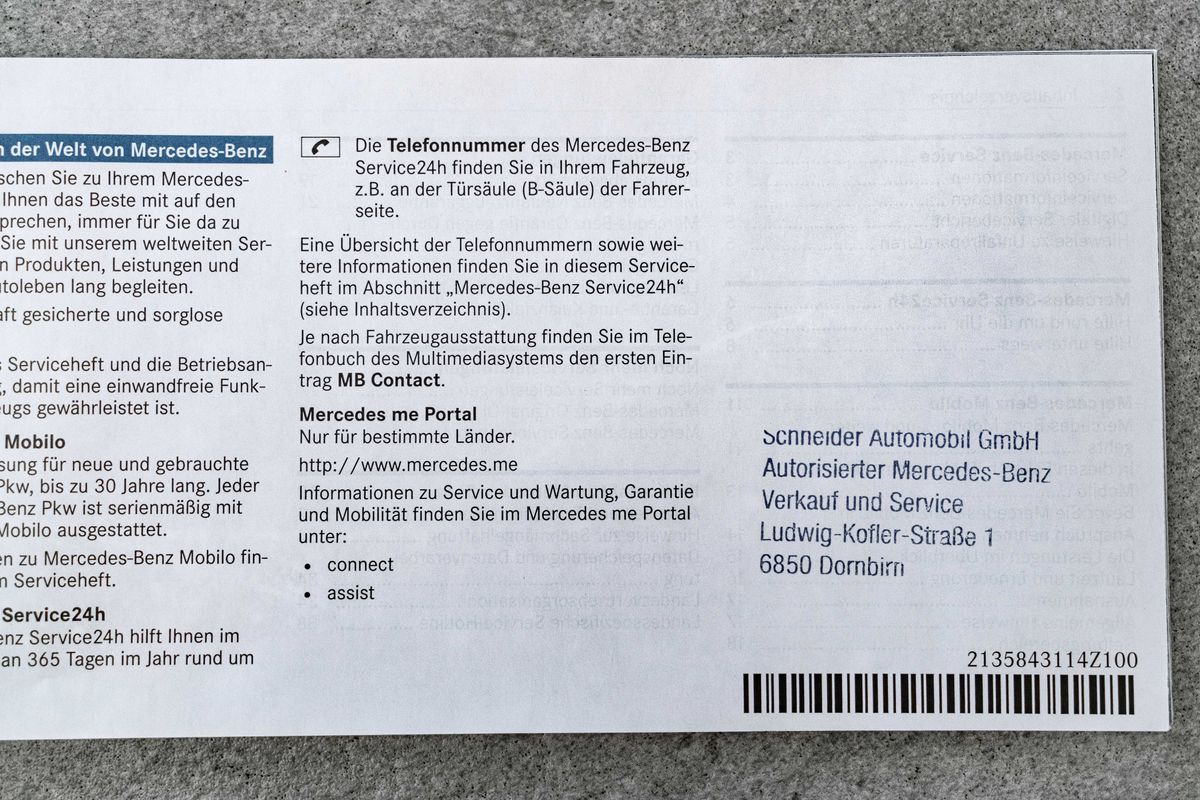 n der Welt von Mercedes-Benz
schen Sie zu Ihrem Mercedes-
Ihnen das Beste mit auf den
prechen, immer für Sie da zu
Sie mit unserem weltweiten Ser-
n Produkten, Leistungen und
toleben lang begleiten.
aft gesicherte und sorglose
s Serviceheft und die Betriebsan-
g, damit eine einwandfreie Funk-
eugs gewährleistet ist.
Mobilo
sung für neue und gebrauchte
Pkw, bis zu 30 Jahre lang. Jeder
Benz Pkw ist serienmäßig mit
Mobilo ausgestattet.
en zu Mercedes-Benz Mobilo fin-
m Serviceheft.
Service24h
enz Service24h hilft Ihnen im
an 365 Tagen im Jahr rund um
Die Telefonnummer des Mercedes-Benz
Service24h finden Sie in Ihrem Fahrzeug,
z.B. an der Türsäule (B-Säule) der Fahrer-
seite.
Eine Übersicht der Telefonnummern sowie wei-
tere Informationen finden Sie in diesem Service-
heft im Abschnitt „Mercedes-Benz Service24h“
(siehe Inhaltsverzeichnis).
Je nach Fahrzeugausstattung finden Sie im Tele-
fonbuch des Multimediasystems den ersten Ein-
trag MB Contact.
Mercedes me Portal
Nur für bestimmte Länder.
http://www.mercedes.me
Informationen zu Service und Wartung, Garantie
und Mobilität finden Sie im Mercedes me Portal
unter:
• connect
• assist
Schneider Automobil GmbH
Autorisierter Mercedes-Benz
Verkauf und Service
Ludwig-Kofler-Straße 1
6850 Dornbirn
2135843114Z100